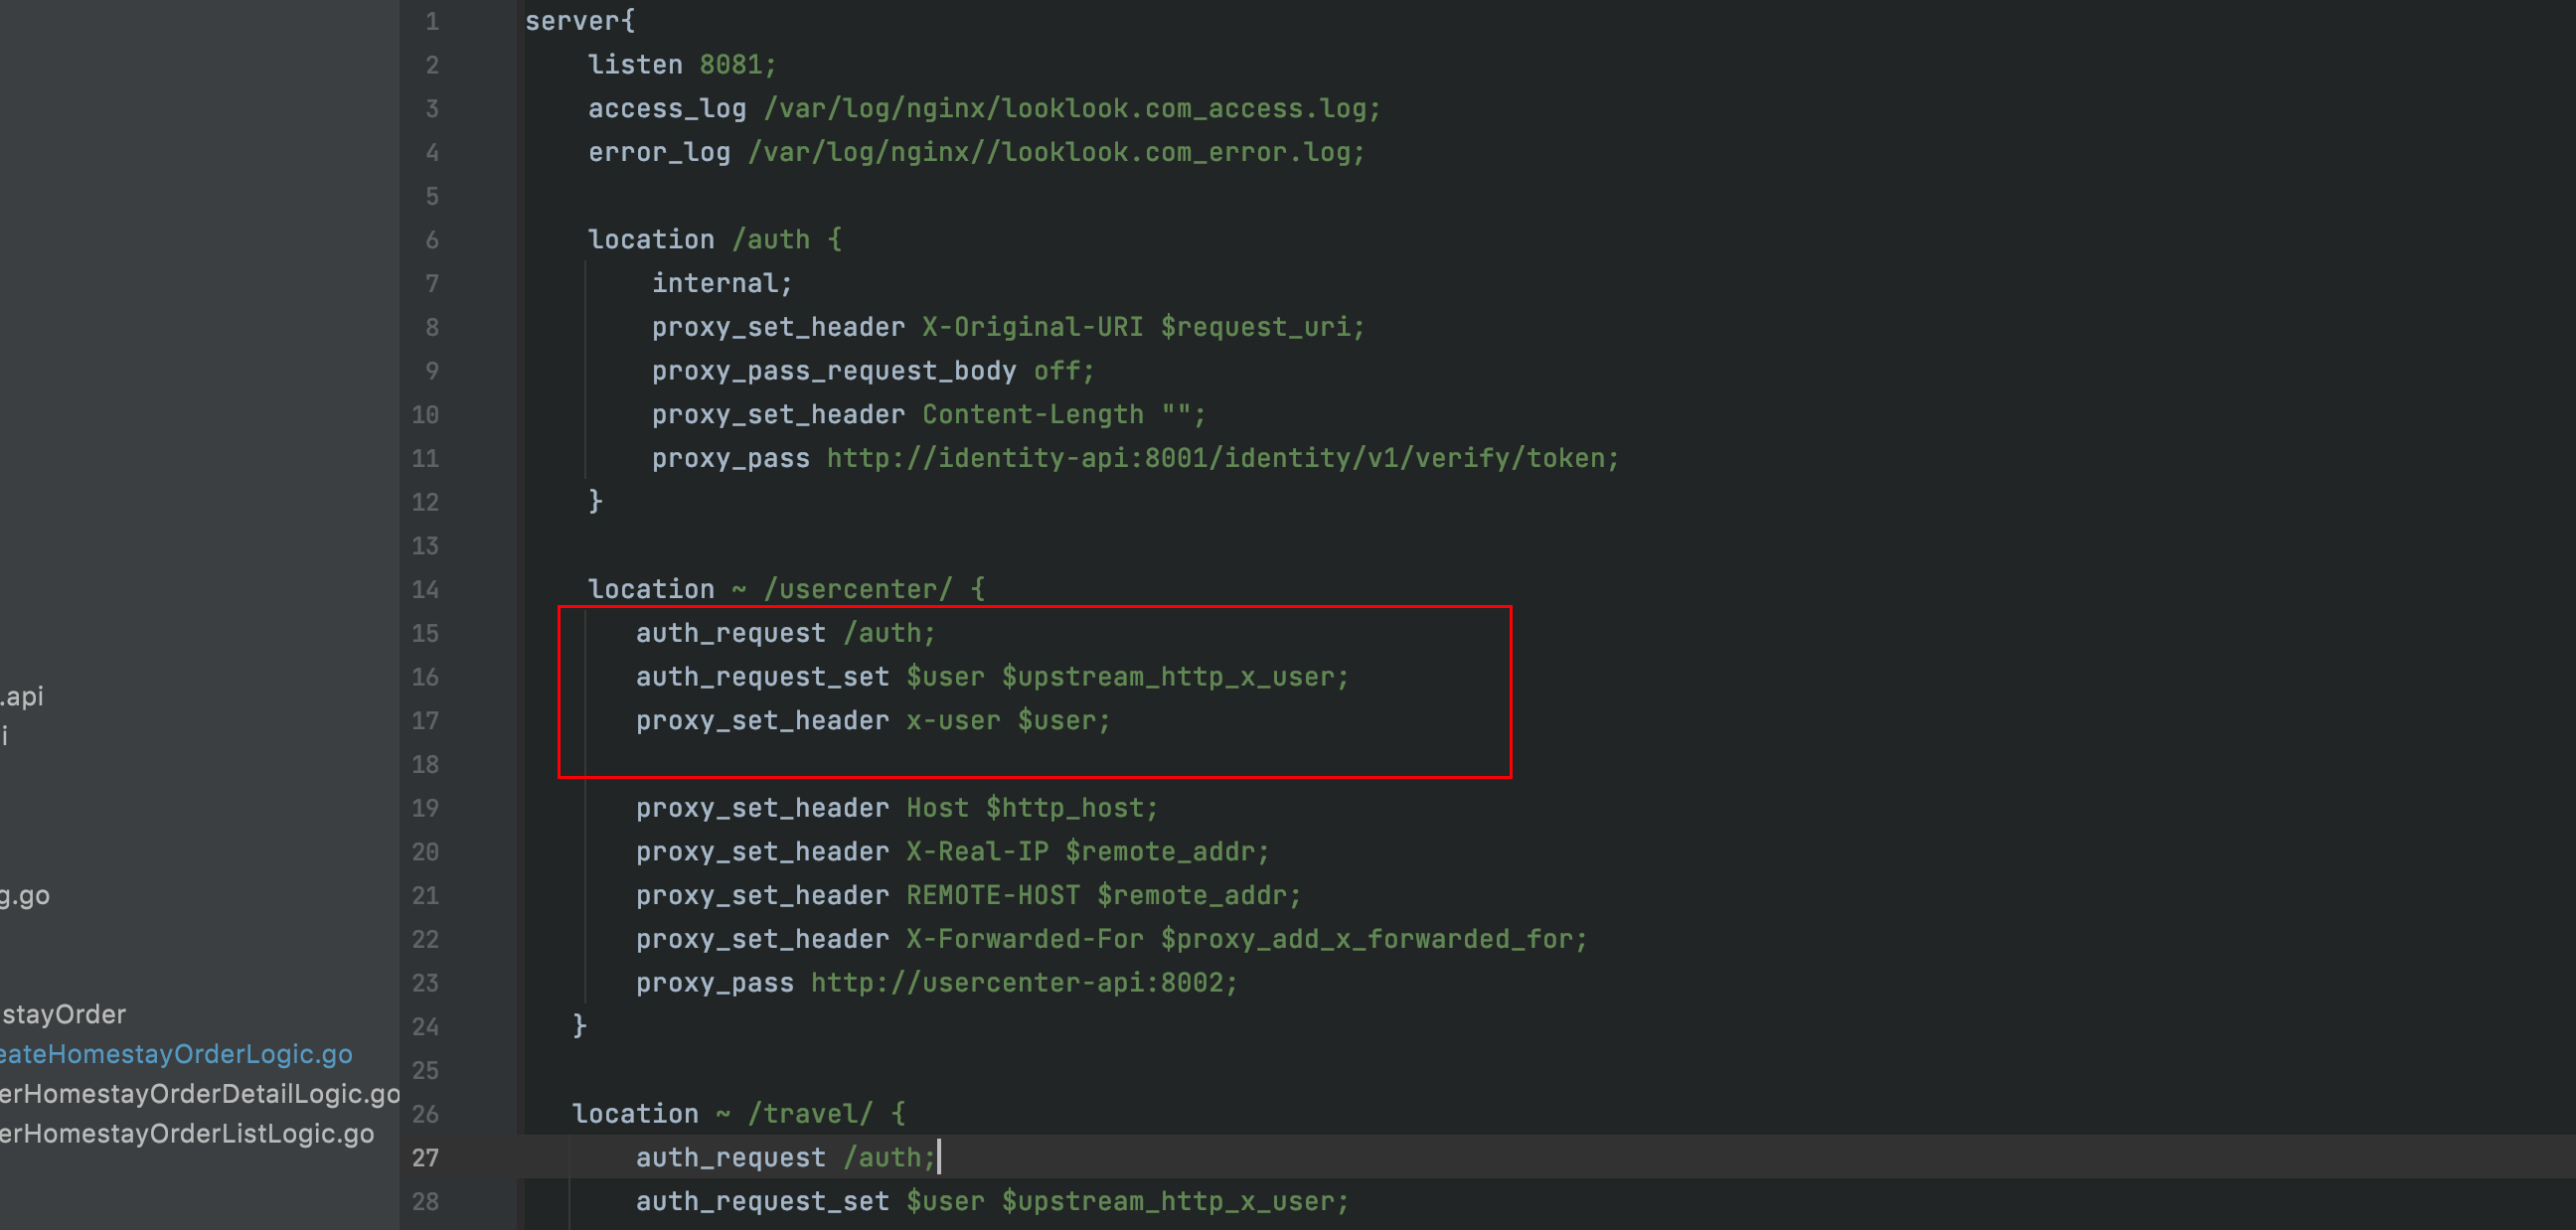 .api
i
g.go
stayOrder
eateHomestayOrderLogic.go
erHomestayOrderDetailLogic.go
erHomestayOrderListLogic.go
1 server{
2 listen 8081;
3 access_log /var/log/nginx/looklook.com_access.log;
4 error_log /var/log/nginx//looklook.com_error.log;
5
6 location /auth {
7 internal;
8 proxy_set_header X-Original-URI $request_uri;
9 proxy_pass_request_body off;
10 proxy_set_header Content-Length "";
11 proxy_pass http://identity-api:8001/identity/v1/verify/token;
12 }
13
14 location ~ /usercenter/ {
15 auth_request /auth;
16 auth_request_set $user $upstream_http_x_user;
17 proxy_set_header x-user $user;
18
19 proxy_set_header Host $http_host;
20 proxy_set_header X-Real-IP $remote_addr;
21 proxy_set_header REMOTE-HOST $remote_addr;
22 proxy_set_header X-Forwarded-For $proxy_add_x_forwarded_for;
23 proxy_pass http://usercenter-api:8002;
24 }
25
26 location ~ /travel/ {
27 auth_request /auth;
28 auth_request_set $user $upstream_http_x_user;